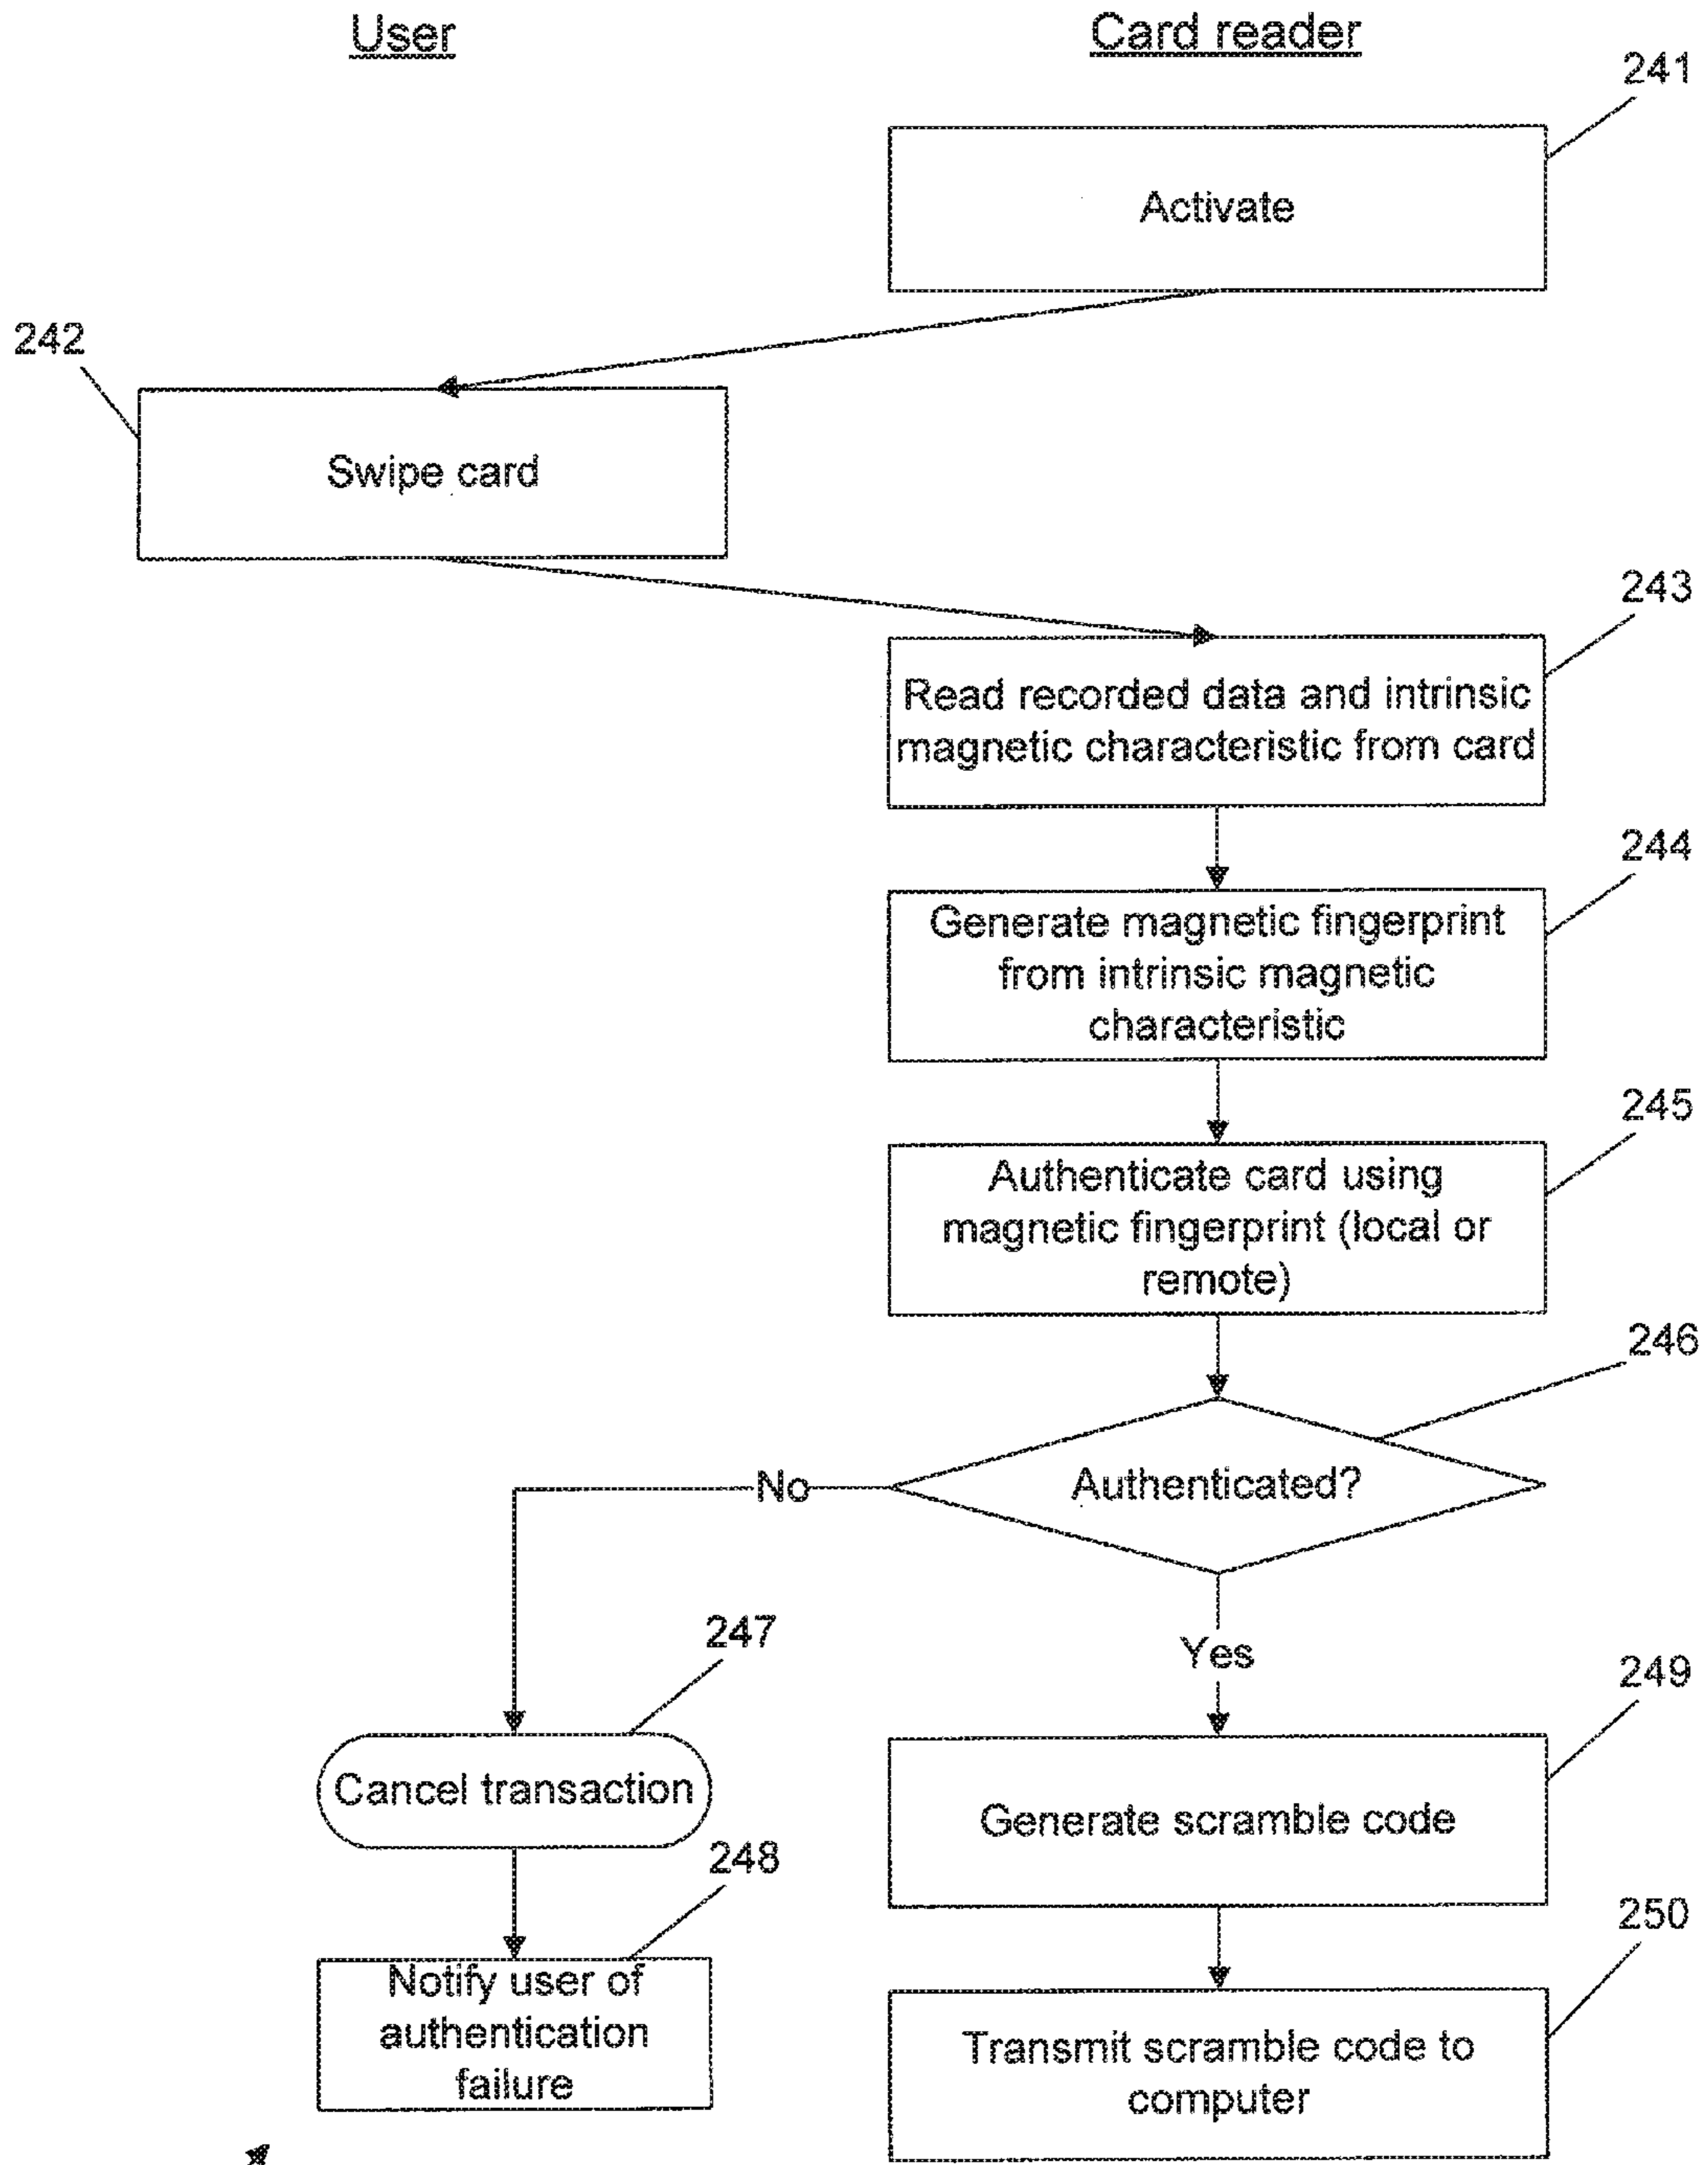 User
Card reader
241
Activate
242
Swipe card
243
Read recorded data and intrinsic
magnetic characteristic from card
244
Generate magnetic fingerprint
from intrinsic magnetic
characteristic
245
Authenticate card using
magnetic fingerprint (local or
remote)
246
Authenticated?
No
Yes
247
Cancel transaction
248
Notify user of
authentication
failure
249
Generate scramble code
250
Transmit scramble code to
computer